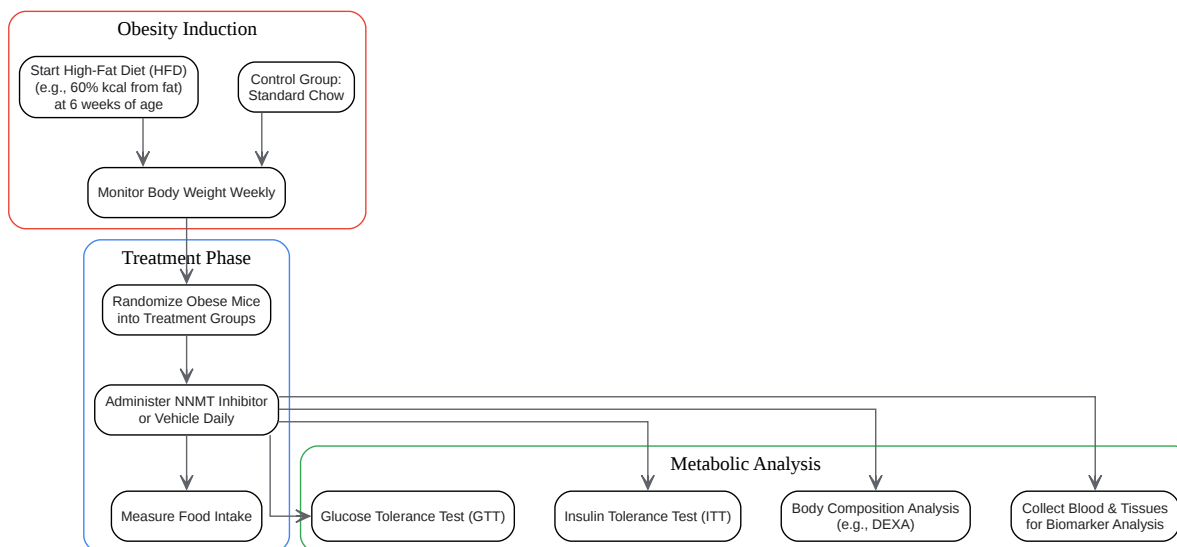 Obesity Induction
Start High-Fat Diet (HFD)
(e.g., 60% kcal from fat)
at 6 weeks of age
Control Group:
Standard Chow
Monitor Body Weight Weekly
Treatment Phase
Randomize Obese Mice
into Treatment Groups
Administer NNMT Inhibitor
or Vehicle Daily
Measure Food Intake
Metabolic Analysis
Glucose Tolerance Test (GTT)
Insulin Tolerance Test (ITT)
Body Composition Analysis
(e.g., DEXA)
Collect Blood & Tissues
for Biomarker Analysis